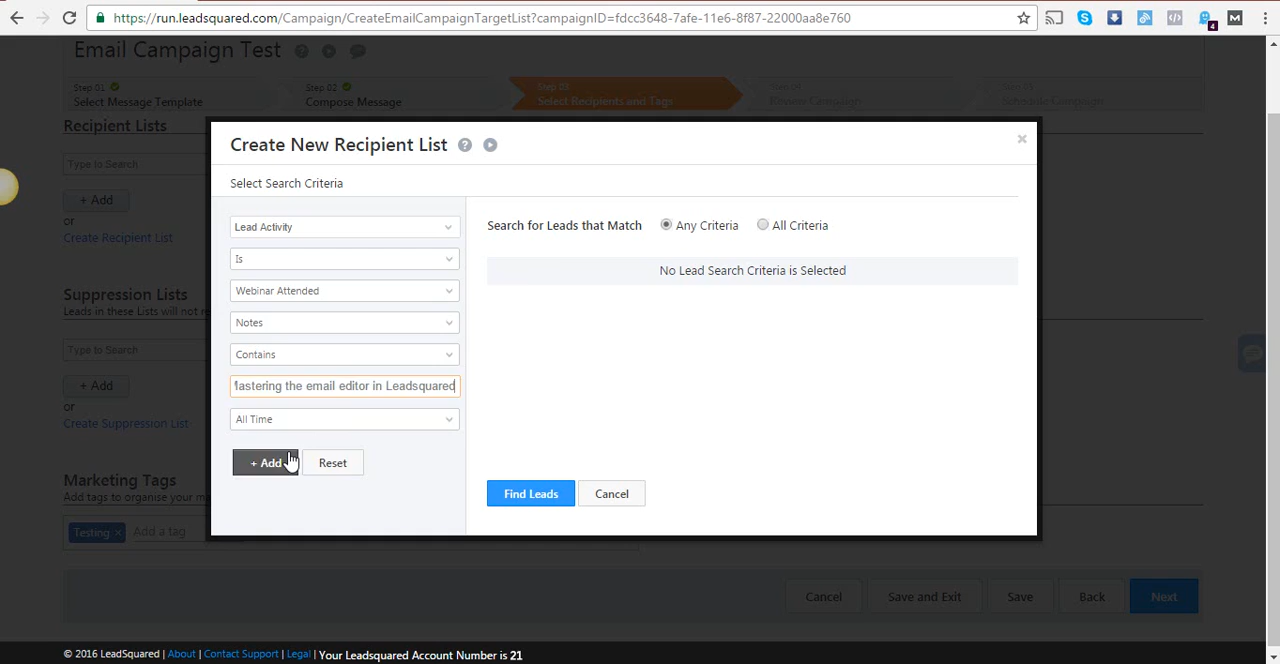 https://run.leadsquared.com/Campaign/CreateEmailCampaignTargetList?campaignID=fdcc3648-7afe-11e6-8f87-22000aa8e760
4
Email Campaign Test
Step 01
Select Message Template
Step 02
Compose Message
Step 03
Select Recipients and Tags
Step 04
Review Campaign
Step 05
Schedule Campaign
Recipient Lists
Type to Search
+ Add
or
Create Recipient List
Suppression Lists
Leads in these Lists will not re
Type to Search
+ Add
or
Create Suppression List
Marketing Tags
Add tags to organise your ma
Testing ×
Add a tag
Create New Recipient List
Select Search Criteria
Lead Activity
Is
Webinar Attended
Notes
Contains
Mastering the email editor in Leadsquared
All Time
+ Add
Reset
Search for Leads that Match
Any Criteria
All Criteria
No Lead Search Criteria is Selected
Find Leads
Cancel
Cancel
Save and Exit
Save
Back
Next
© 2016 LeadSquared | About | Contact Support | Legal | Your Leadsquared Account Number is 21